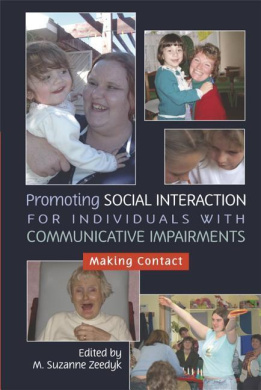 Promoting SOCIAL INTERACTION
FOR INDIVIDUALS WITH
COMMUNICATIVE IMPAIRMENTS
Making Contact
Edited by
M. Suzanne Zeedyk